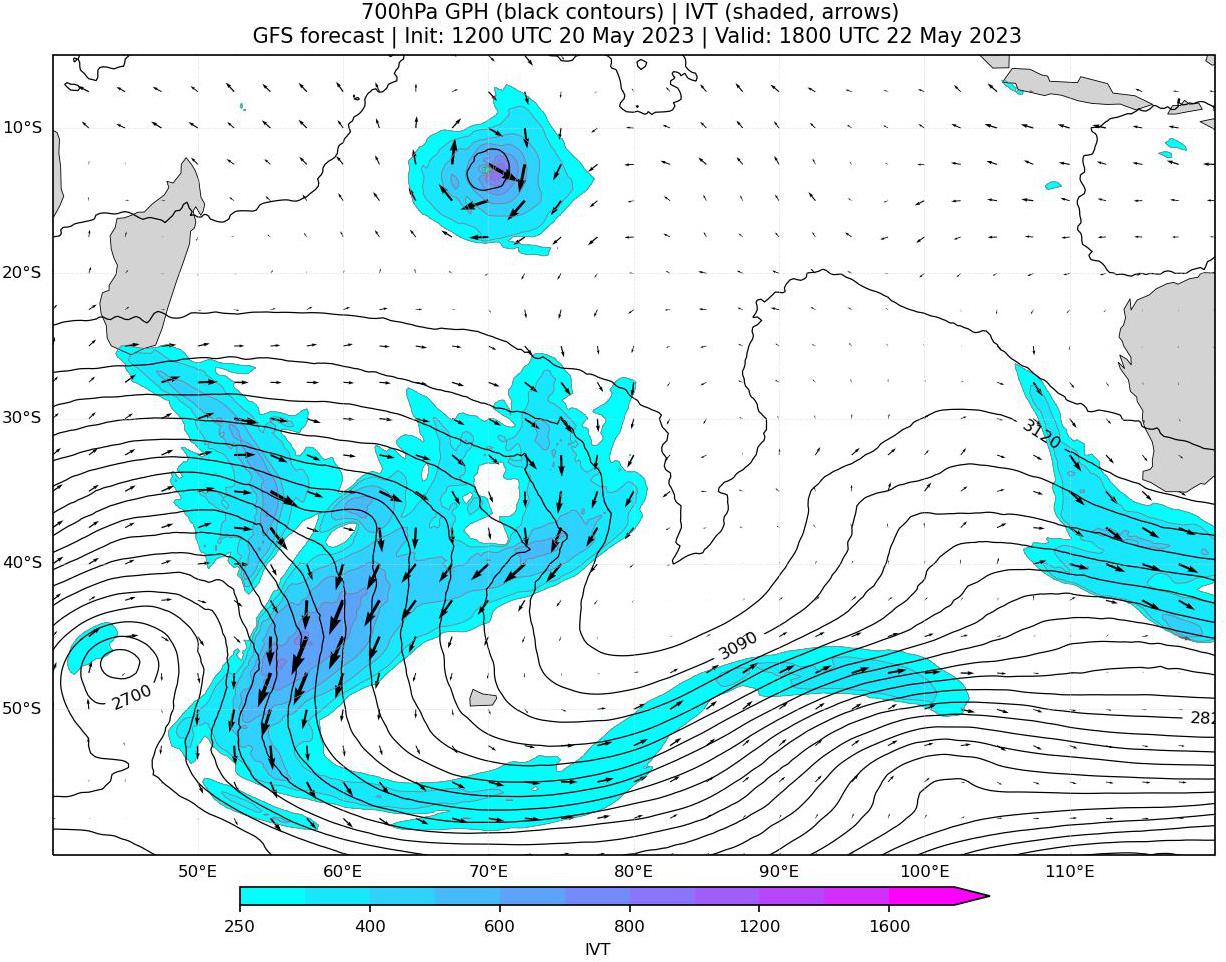 700hPa GPH (black contours) | IVT (shaded, arrows)
GFS forecast | Init: 1200 UTC 20 May 2023 | Valid: 1800 UTC 22 May 2023
10°S
20°S
30°S
3120
40°S
3090
2700
50°S
282
50°E 60°E 70°E 80°E 90°E 100°E 110°E
250 400 600 800 1200 1600
IVT